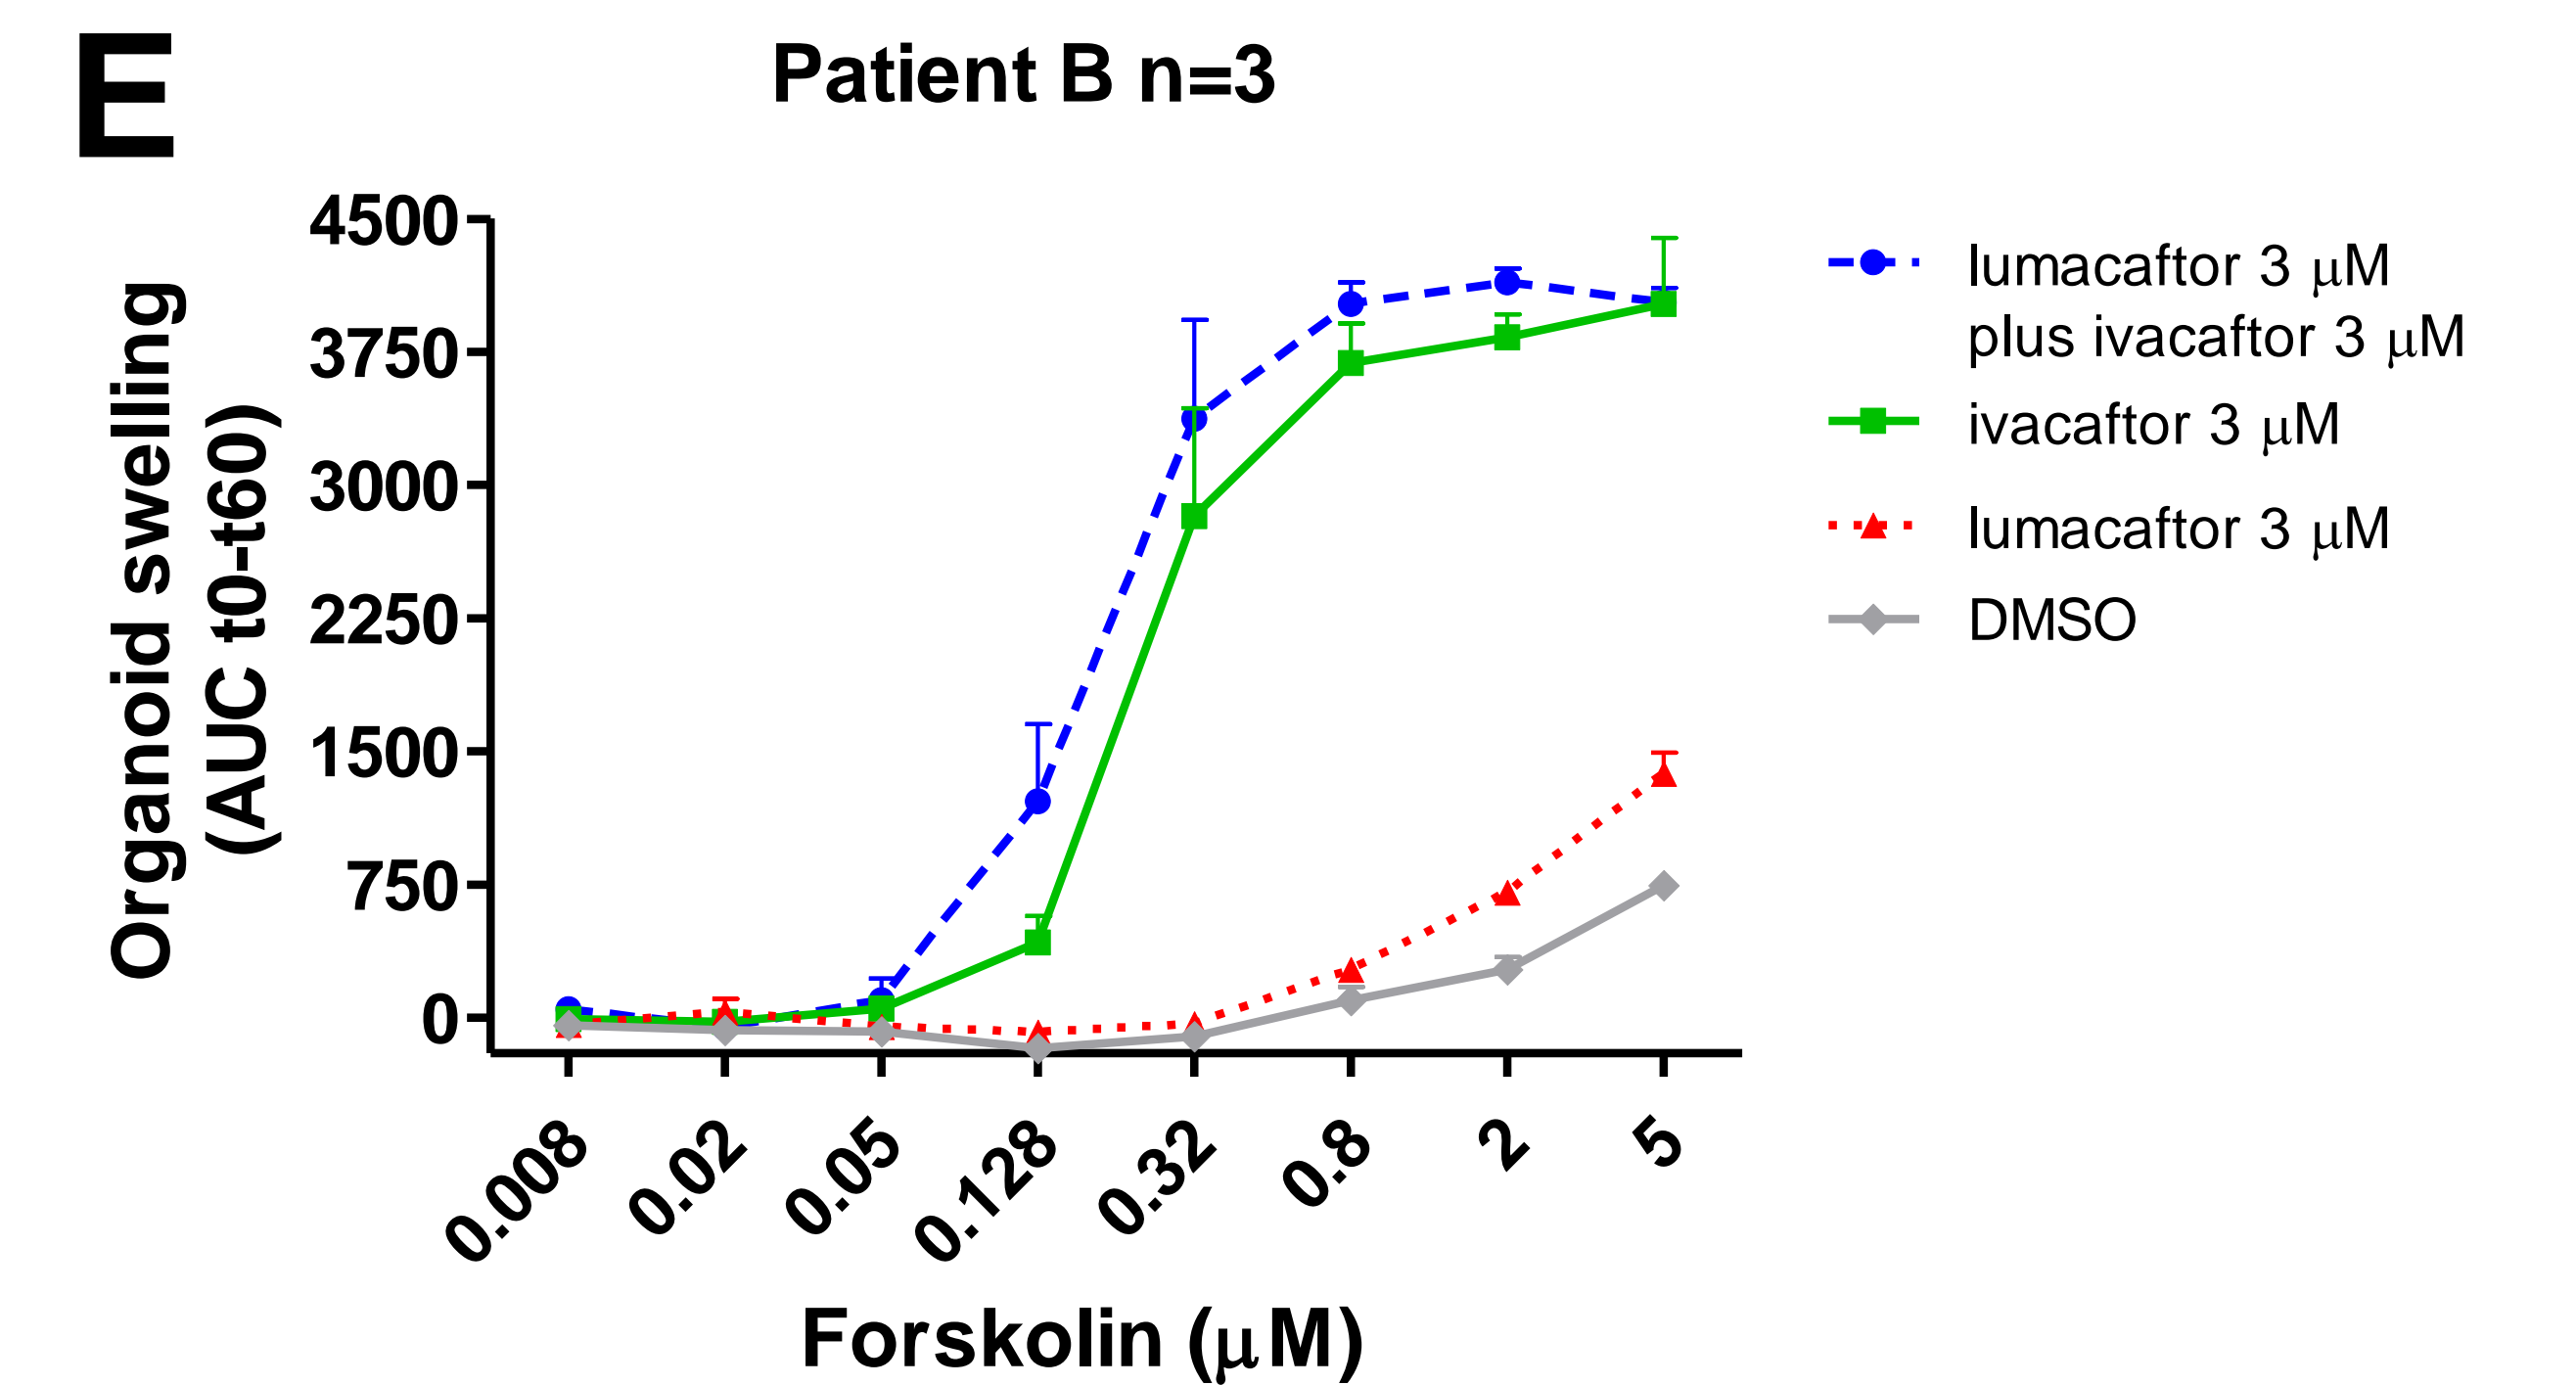 E
Patient B n=3
Organoid swelling
(AUC t0-t60)
4500
3750
3000
2250
1500
750
0
0.008
0.02
0.05
0.128
0.32
0.8
2
5
Forskolin (μM)
lumacaftor 3 μM
plus ivacaftor 3 μM
ivacaftor 3 μM
lumacaftor 3 μM
DMSO